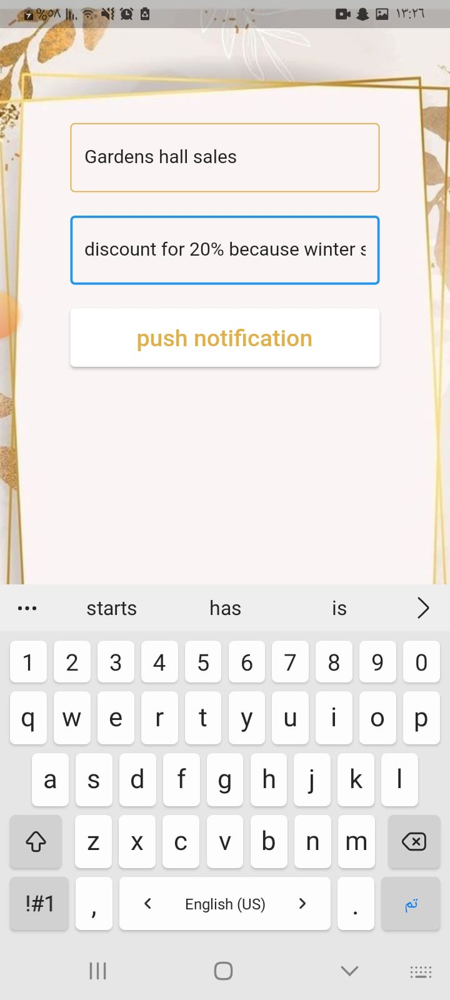 %٥٨
١٣:٢٦
Gardens hall sales
discount for 20% because winter s
push notification
starts has is
1 2 3 4 5 6 7 8 9 0
q w e r t y u i o p
a s d f g h j k l
z x c v b n m
!#1 , English (US) . تم